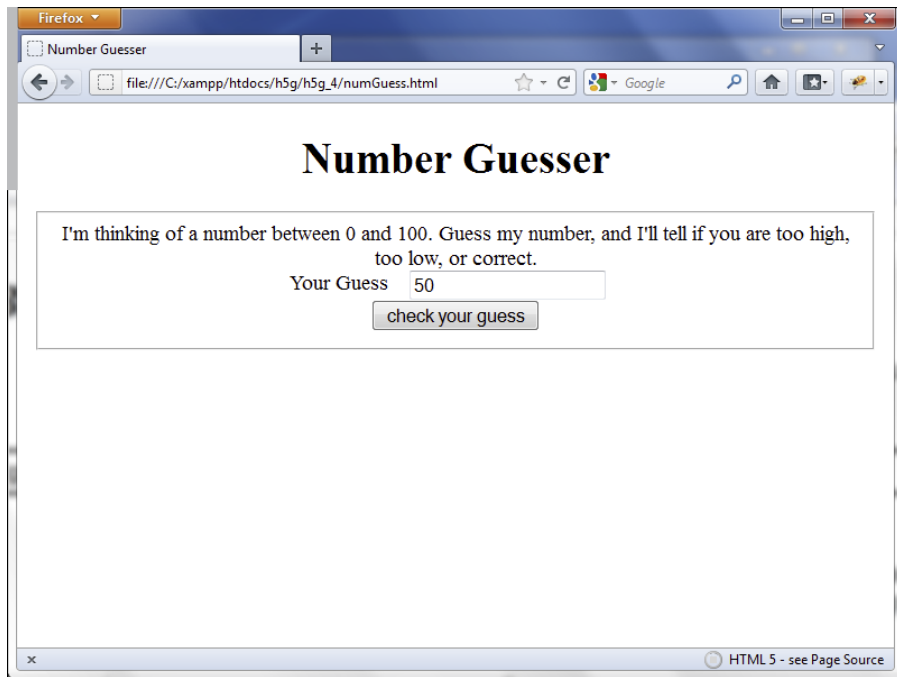 Firefox
Number Guesser
+
file:///C:/xampp/htdocs/h5g/h5g_4/numGuess.html
Google
Number Guesser
I'm thinking of a number between 0 and 100. Guess my number, and I'll tell if you are too high,
too low, or correct.
Your Guess 50
check your guess
x HTML 5 - see Page Source